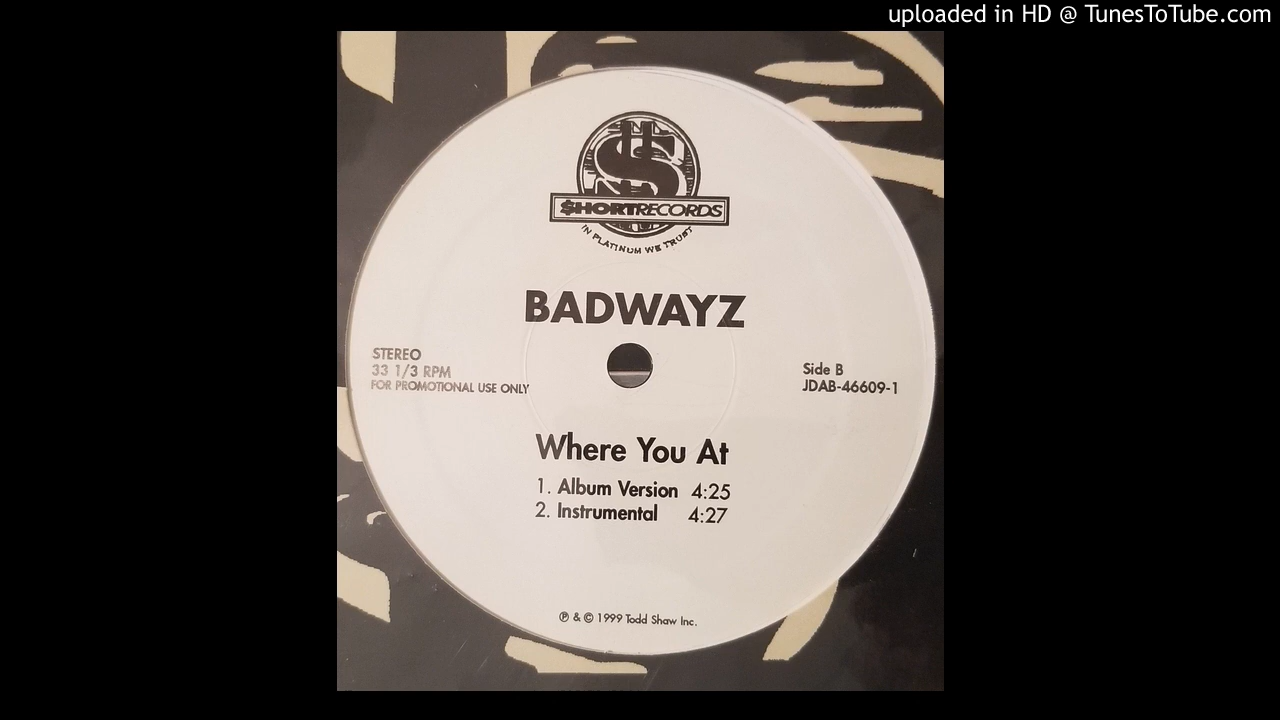 uploaded in HD @ TunesToTube.com
$HORTRECORDS
IN PLATINUM WE TRUST
BADWAYZ
STEREO
33 1/3 RPM
FOR PROMOTIONAL USE ONLY
Side B
JDAB-46609-1
Where You At
1. Album Version 4:25
2. Instrumental 4:27
℗ & © 1999 Todd Shaw Inc.